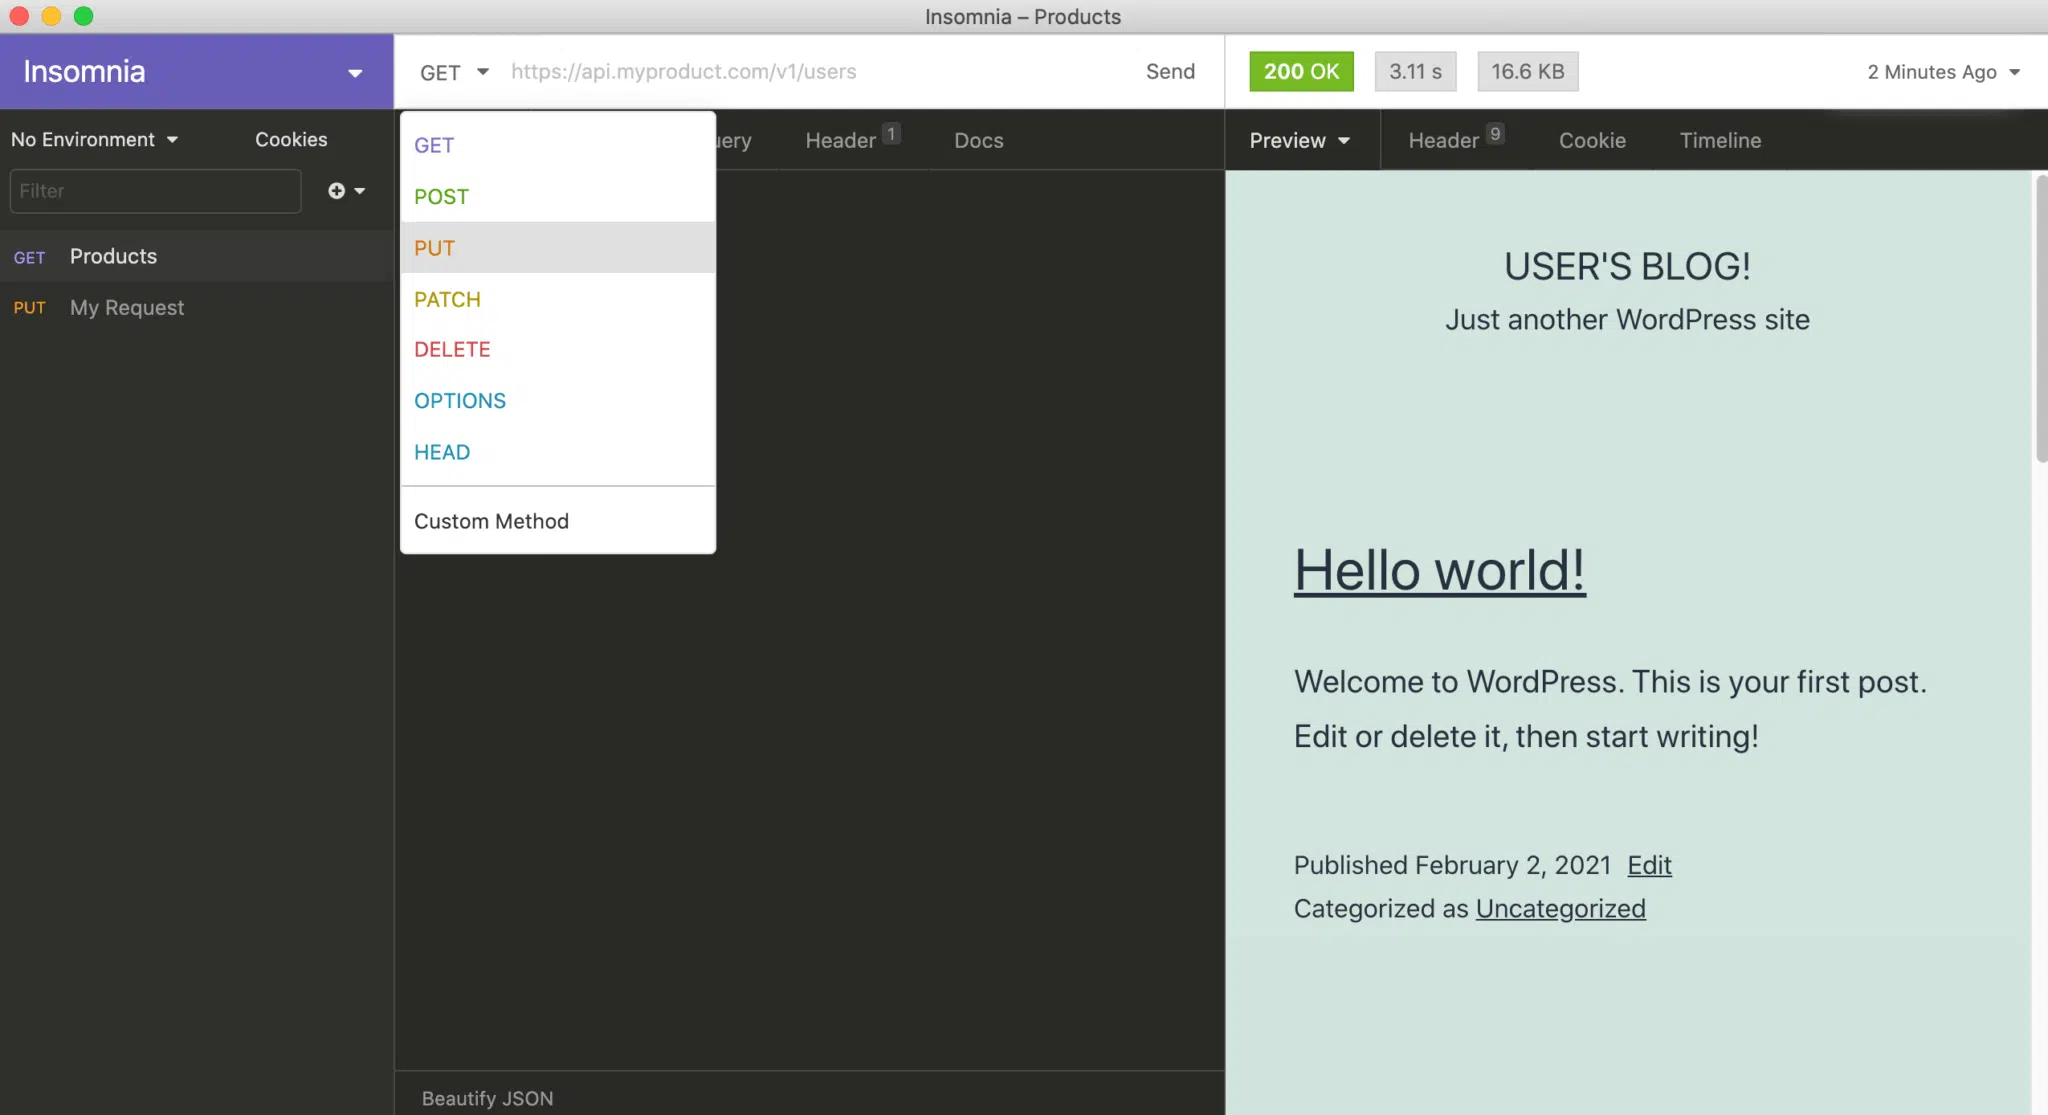 Insomnia – Products
Insomnia
GET https://api.myproduct.com/v1/users Send
200 OK 3.11 s 16.6 KB 2 Minutes Ago
No Environment Cookies
Filter
GET Products
PUT My Request
GET
POST
PUT
PATCH
DELETE
OPTIONS
HEAD
Custom Method
Header 1 Docs
Beautify JSON
Preview Header 9 Cookie Timeline
USER'S BLOG!
Just another WordPress site
Hello world!
Welcome to WordPress. This is your first post.
Edit or delete it, then start writing!
Published February 2, 2021 Edit
Categorized as Uncategorized